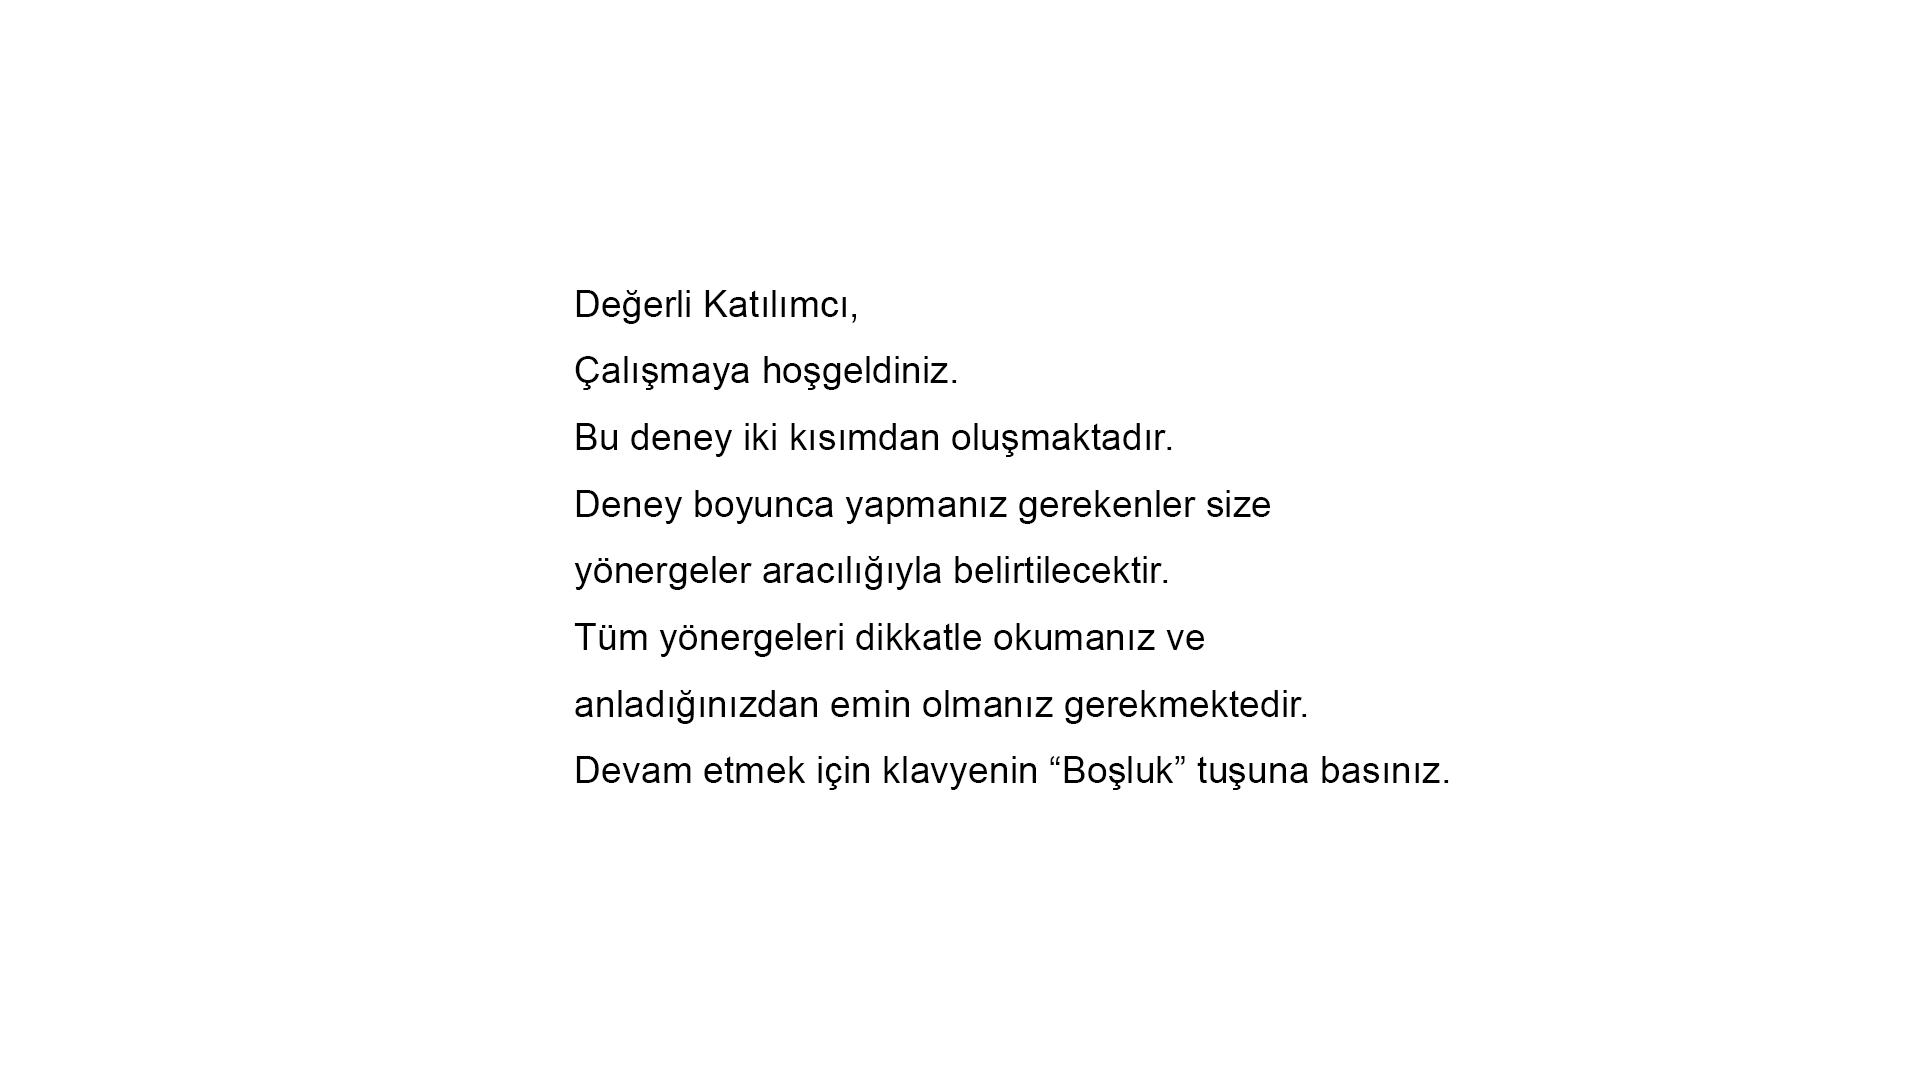 Değerli Katılımcı,
Çalışmaya hoşgeldiniz.
Bu deney iki kısımdan oluşmaktadır.
Deney boyunca yapmanız gerekenler size
yönergeler aracılığıyla belirtilecektir.
Tüm yönergeleri dikkatle okumanız ve
anladığınızdan emin olmanız gerekmektedir.
Devam etmek için klavyenin “Boşluk” tuşuna basınız.